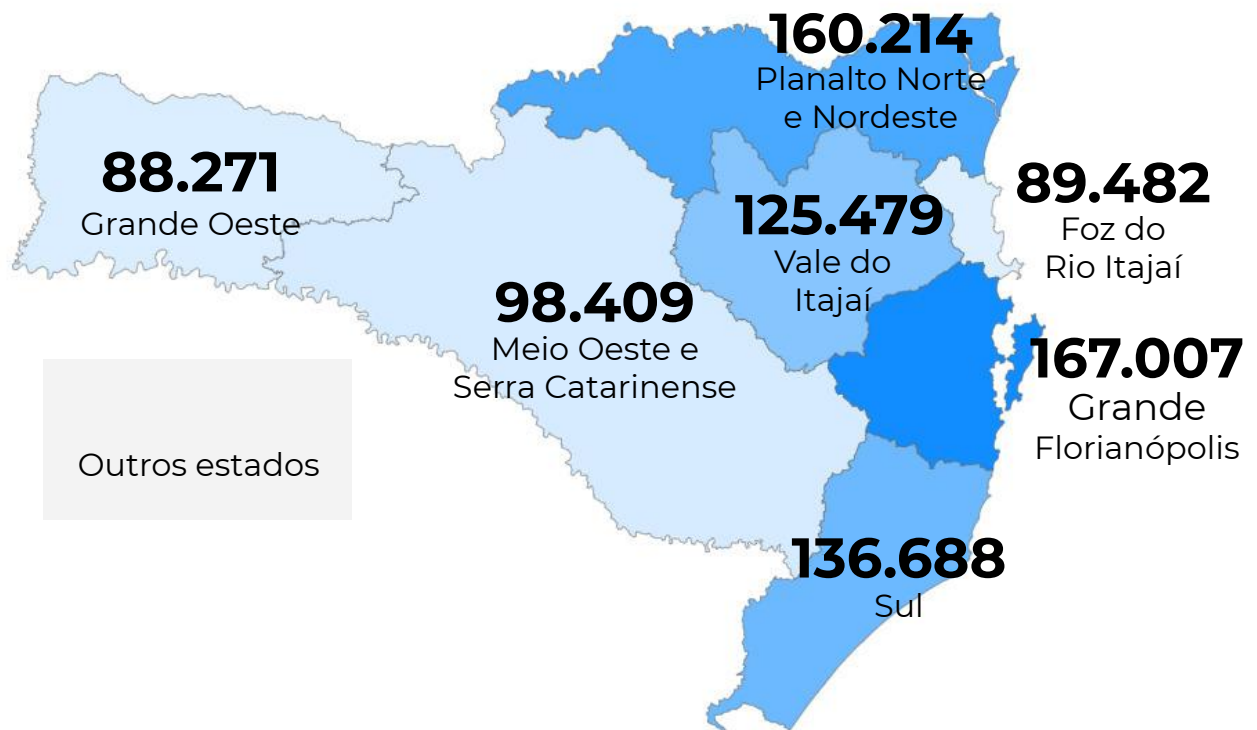 160.214
Planalto Norte
e Nordeste
88.271
Grande Oeste
125.479
Vale do
Itajaí
89.482
Foz do
Rio Itajaí
98.409
Meio Oeste e
Serra Catarinense
167.007
Grande
Florianópolis
Outros estados
136.688
Sul